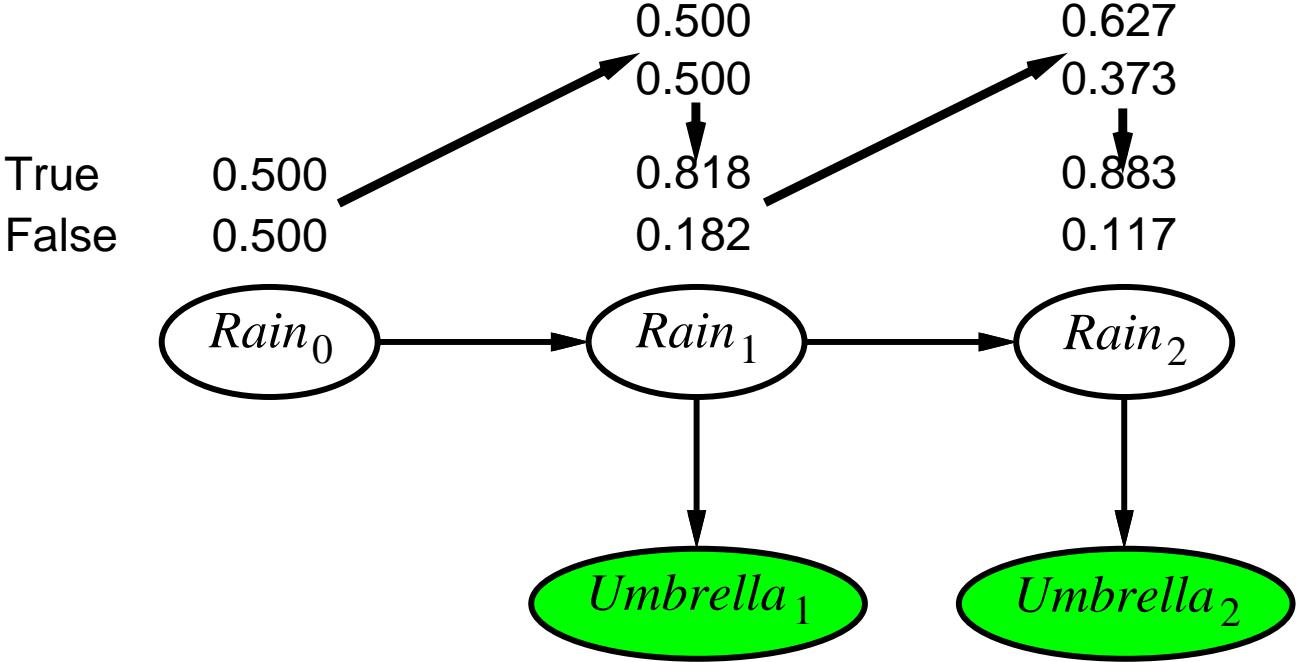 0.500 0.627
0.500 0.373
True 0.500 0.818 0.883
False 0.500 0.182 0.117
Rain0 Rain1 Rain2
Umbrella1 Umbrella2